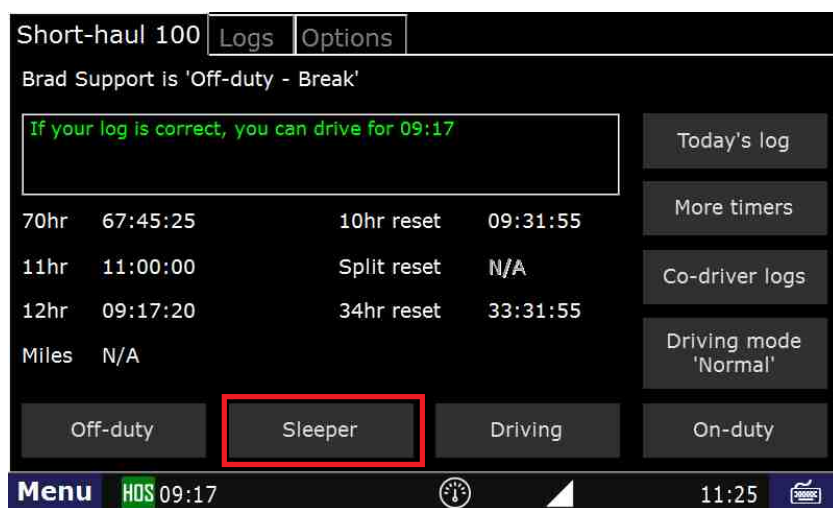 Short-haul 100 Logs Options
Brad Support is 'Off-duty - Break'
If your log is correct, you can drive for 09:17
Today's log
More timers
70hr 67:45:25 10hr reset 09:31:55
11hr 11:00:00 Split reset N/A
Co-driver logs
12hr 09:17:20 34hr reset 33:31:55
Miles N/A
Driving mode
'Normal'
Off-duty Sleeper Driving On-duty
Menu HOS 09:17 11:25